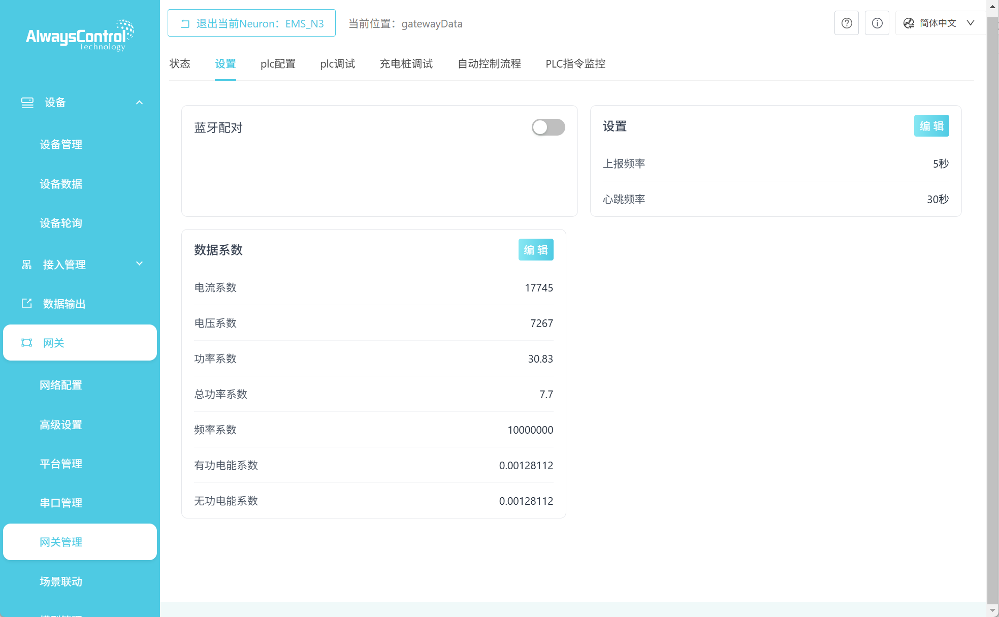 AlwaysControl
Technology
设备
设备管理
设备数据
设备轮询
接入管理
数据输出
网关
网络配置
高级设置
平台管理
串口管理
网关管理
场景联动
退出当前Neuron：EMS_N3
当前位置：gatewayData
简体中文
状态
设置
plc配置
plc调试
充电桩调试
自动控制流程
PLC指令监控
蓝牙配对
设置
编 辑
上报频率
5秒
心跳频率
30秒
数据系数
编 辑
电流系数
17745
电压系数
7267
功率系数
30.83
总功率系数
7.7
频率系数
10000000
有功电能系数
0.00128112
无功电能系数
0.00128112